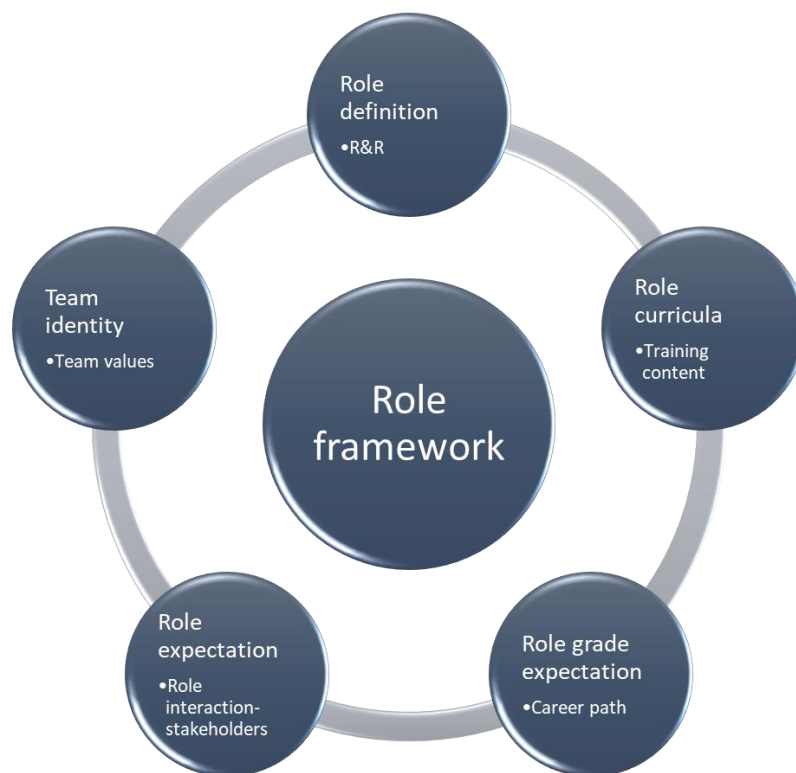 Role
definition
•R&R
Role
curricula
•Training
content
Role grade
expectation
•Career path
Role
expectation
•Role
interaction-
stakeholders
Team
identity
•Team values
Role
framework